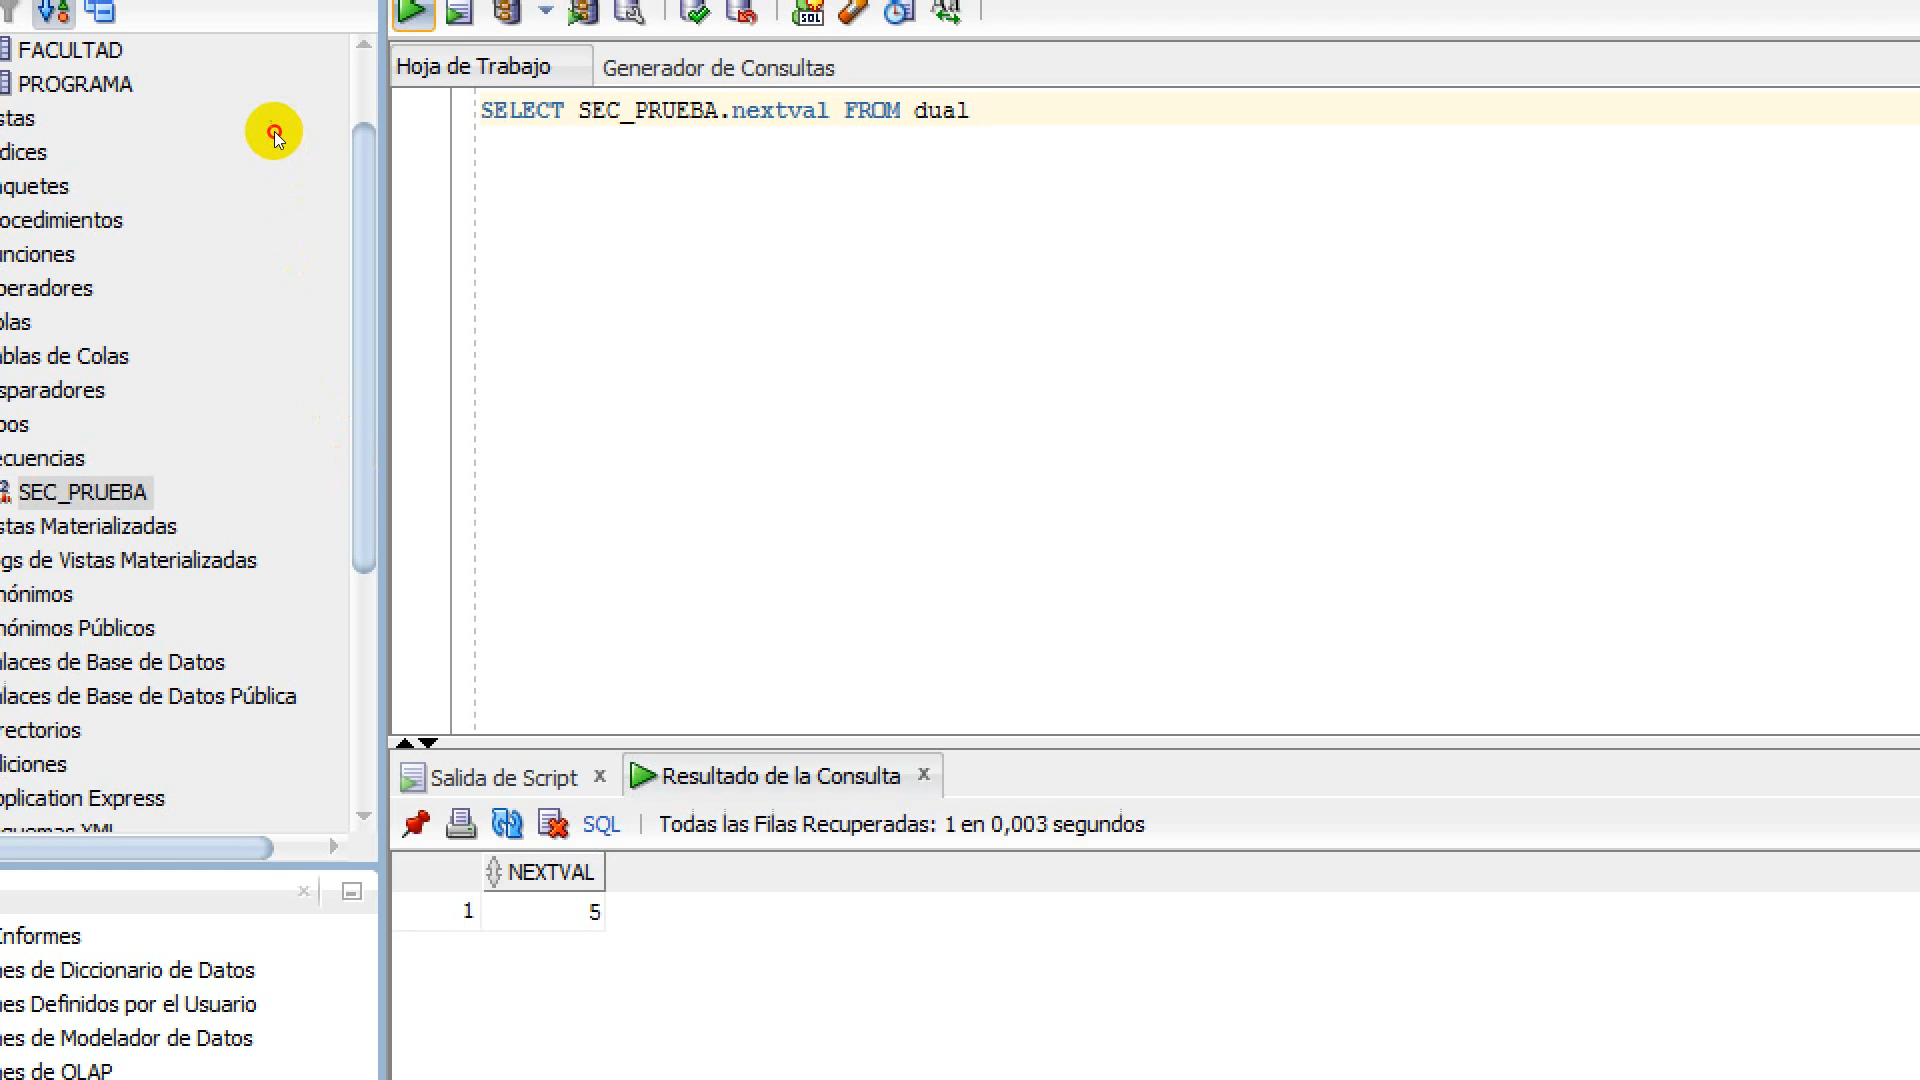 FACULTAD
PROGRAMA
stas
dices
quetes
ocedimientos
nciones
peradores
olas
blas de Colas
sparadores
pos
ecuencias
SEC_PRUEBA
stas Materializadas
gs de Vistas Materializadas
nónimos
nónimos Públicos
laces de Base de Datos
laces de Base de Datos Pública
rectorios
liciones
pplication Express
Informes
nes de Diccionario de Datos
nes Definidos por el Usuario
nes de Modelador de Datos
nes de OLAP
SQL
Hoja de Trabajo
Generador de Consultas
SELECT SEC_PRUEBA.nextval FROM dual
Salida de Script x
Resultado de la Consulta x
SQL | Todas las Filas Recuperadas: 1 en 0,003 segundos
NEXTVAL
1 5